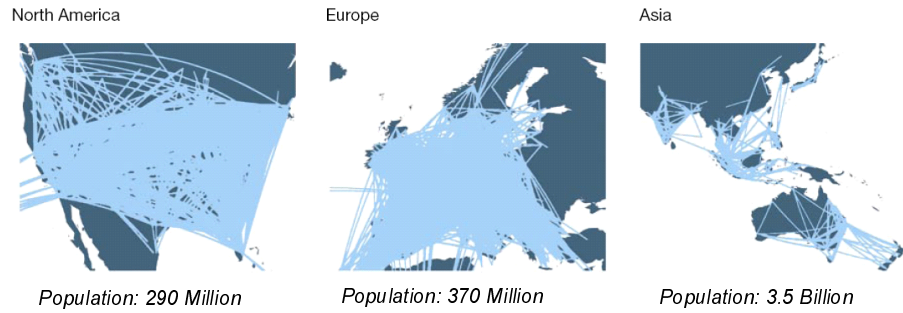 North America
Europe
Asia
Population: 290 Million
Population: 370 Million
Population: 3.5 Billion